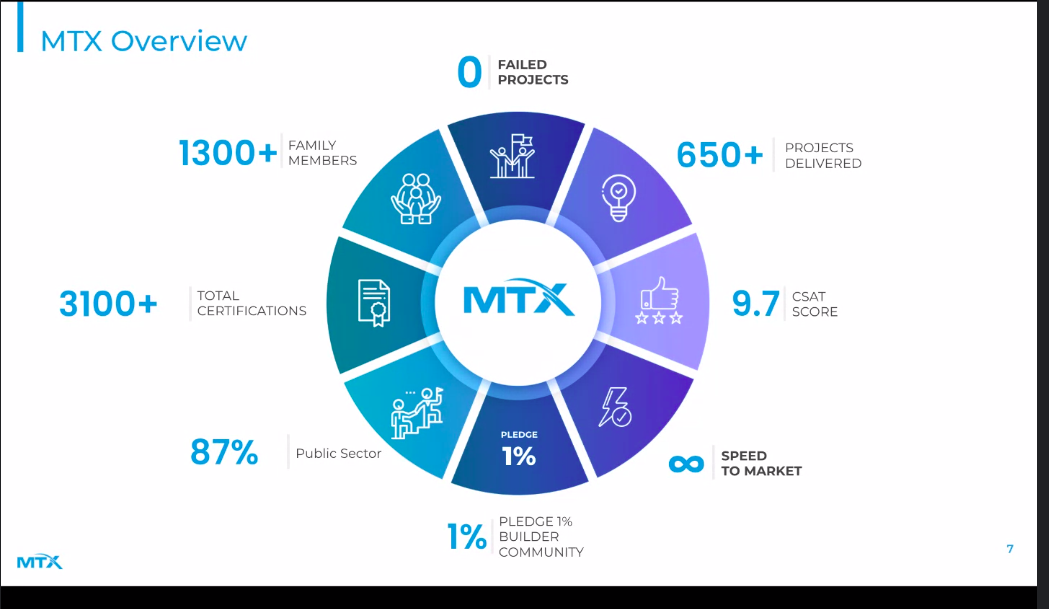 MTX Overview
0
FAILED
PROJECTS
650+
PROJECTS
DELIVERED
9.7
CSAT
SCORE
∞
SPEED
TO MARKET
1%
PLEDGE 1%
BUILDER
COMMUNITY
87%
Public Sector
3100+
TOTAL
CERTIFICATIONS
1300+
FAMILY
MEMBERS
MTX
PLEDGE
1%
MTX
7